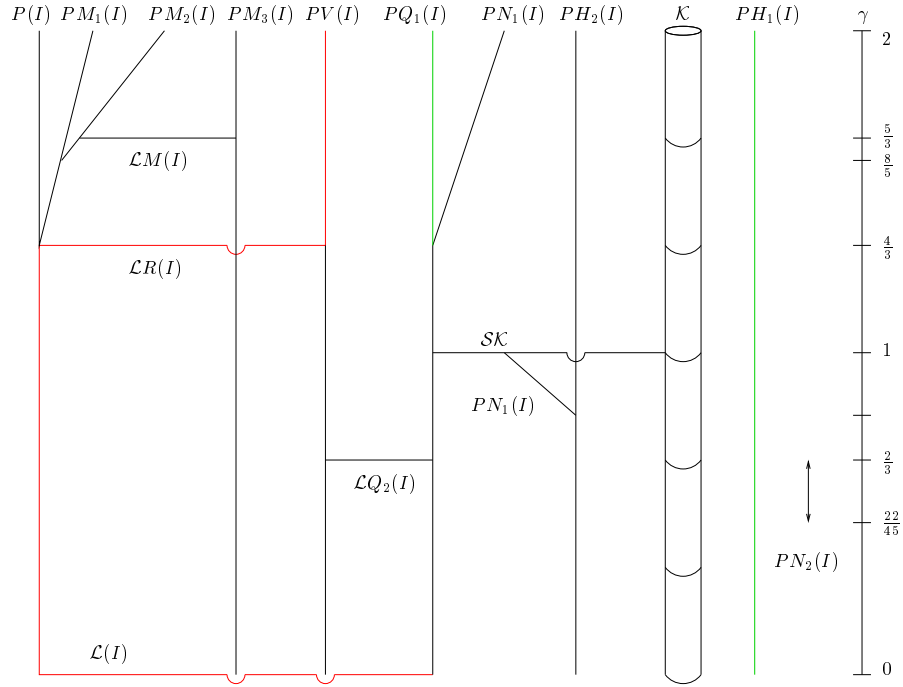 P(I) PM₁(I) PM₂(I) PM₃(I) PV(I) PQ₁(I) PN₁(I) PH₂(I) 𝒦 PH₁(I) γ
2
5/3
ℒM(I)
8/5
4/3
ℒR(I)
𝒮𝒦
1
PN₁(I)
2/3
ℒQ₂(I)
22/45
PN₂(I)
ℒ(I)
0